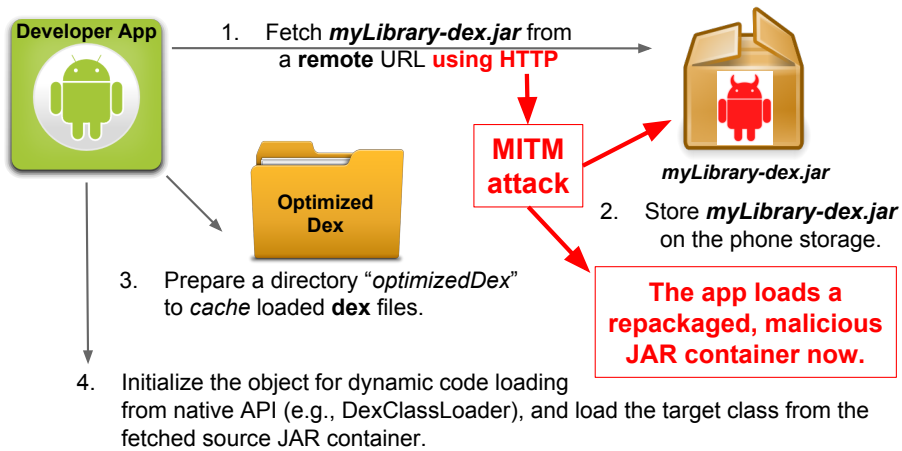 Developer App
1. Fetch myLibrary-dex.jar from
a remote URL using HTTP
MITM
attack
myLibrary-dex.jar
2. Store myLibrary-dex.jar
on the phone storage.
Optimized
Dex
3. Prepare a directory “optimizedDex”
to cache loaded dex files.
The app loads a
repackaged, malicious
JAR container now.
4. Initialize the object for dynamic code loading
from native API (e.g., DexClassLoader), and load the target class from the
fetched source JAR container.